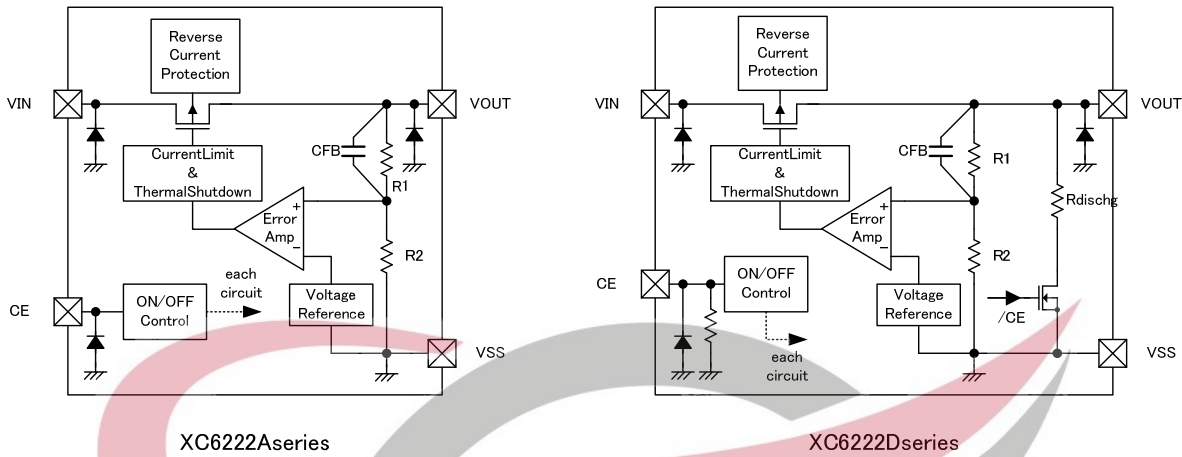 Reverse
Current
Protection
VIN
VOUT
CFB
R1
CurrentLimit
&
ThermalShutdown
+
Error
Amp
−
R2
each
circuit
CE
ON/OFF
Control
Voltage
Reference
VSS
XC6222Aseries
Reverse
Current
Protection
VIN
VOUT
CFB
R1
CurrentLimit
&
ThermalShutdown
Rdischg
+
Error
Amp
−
R2
CE
ON/OFF
Control
Voltage
Reference
/CE
each
circuit
VSS
XC6222Dseries